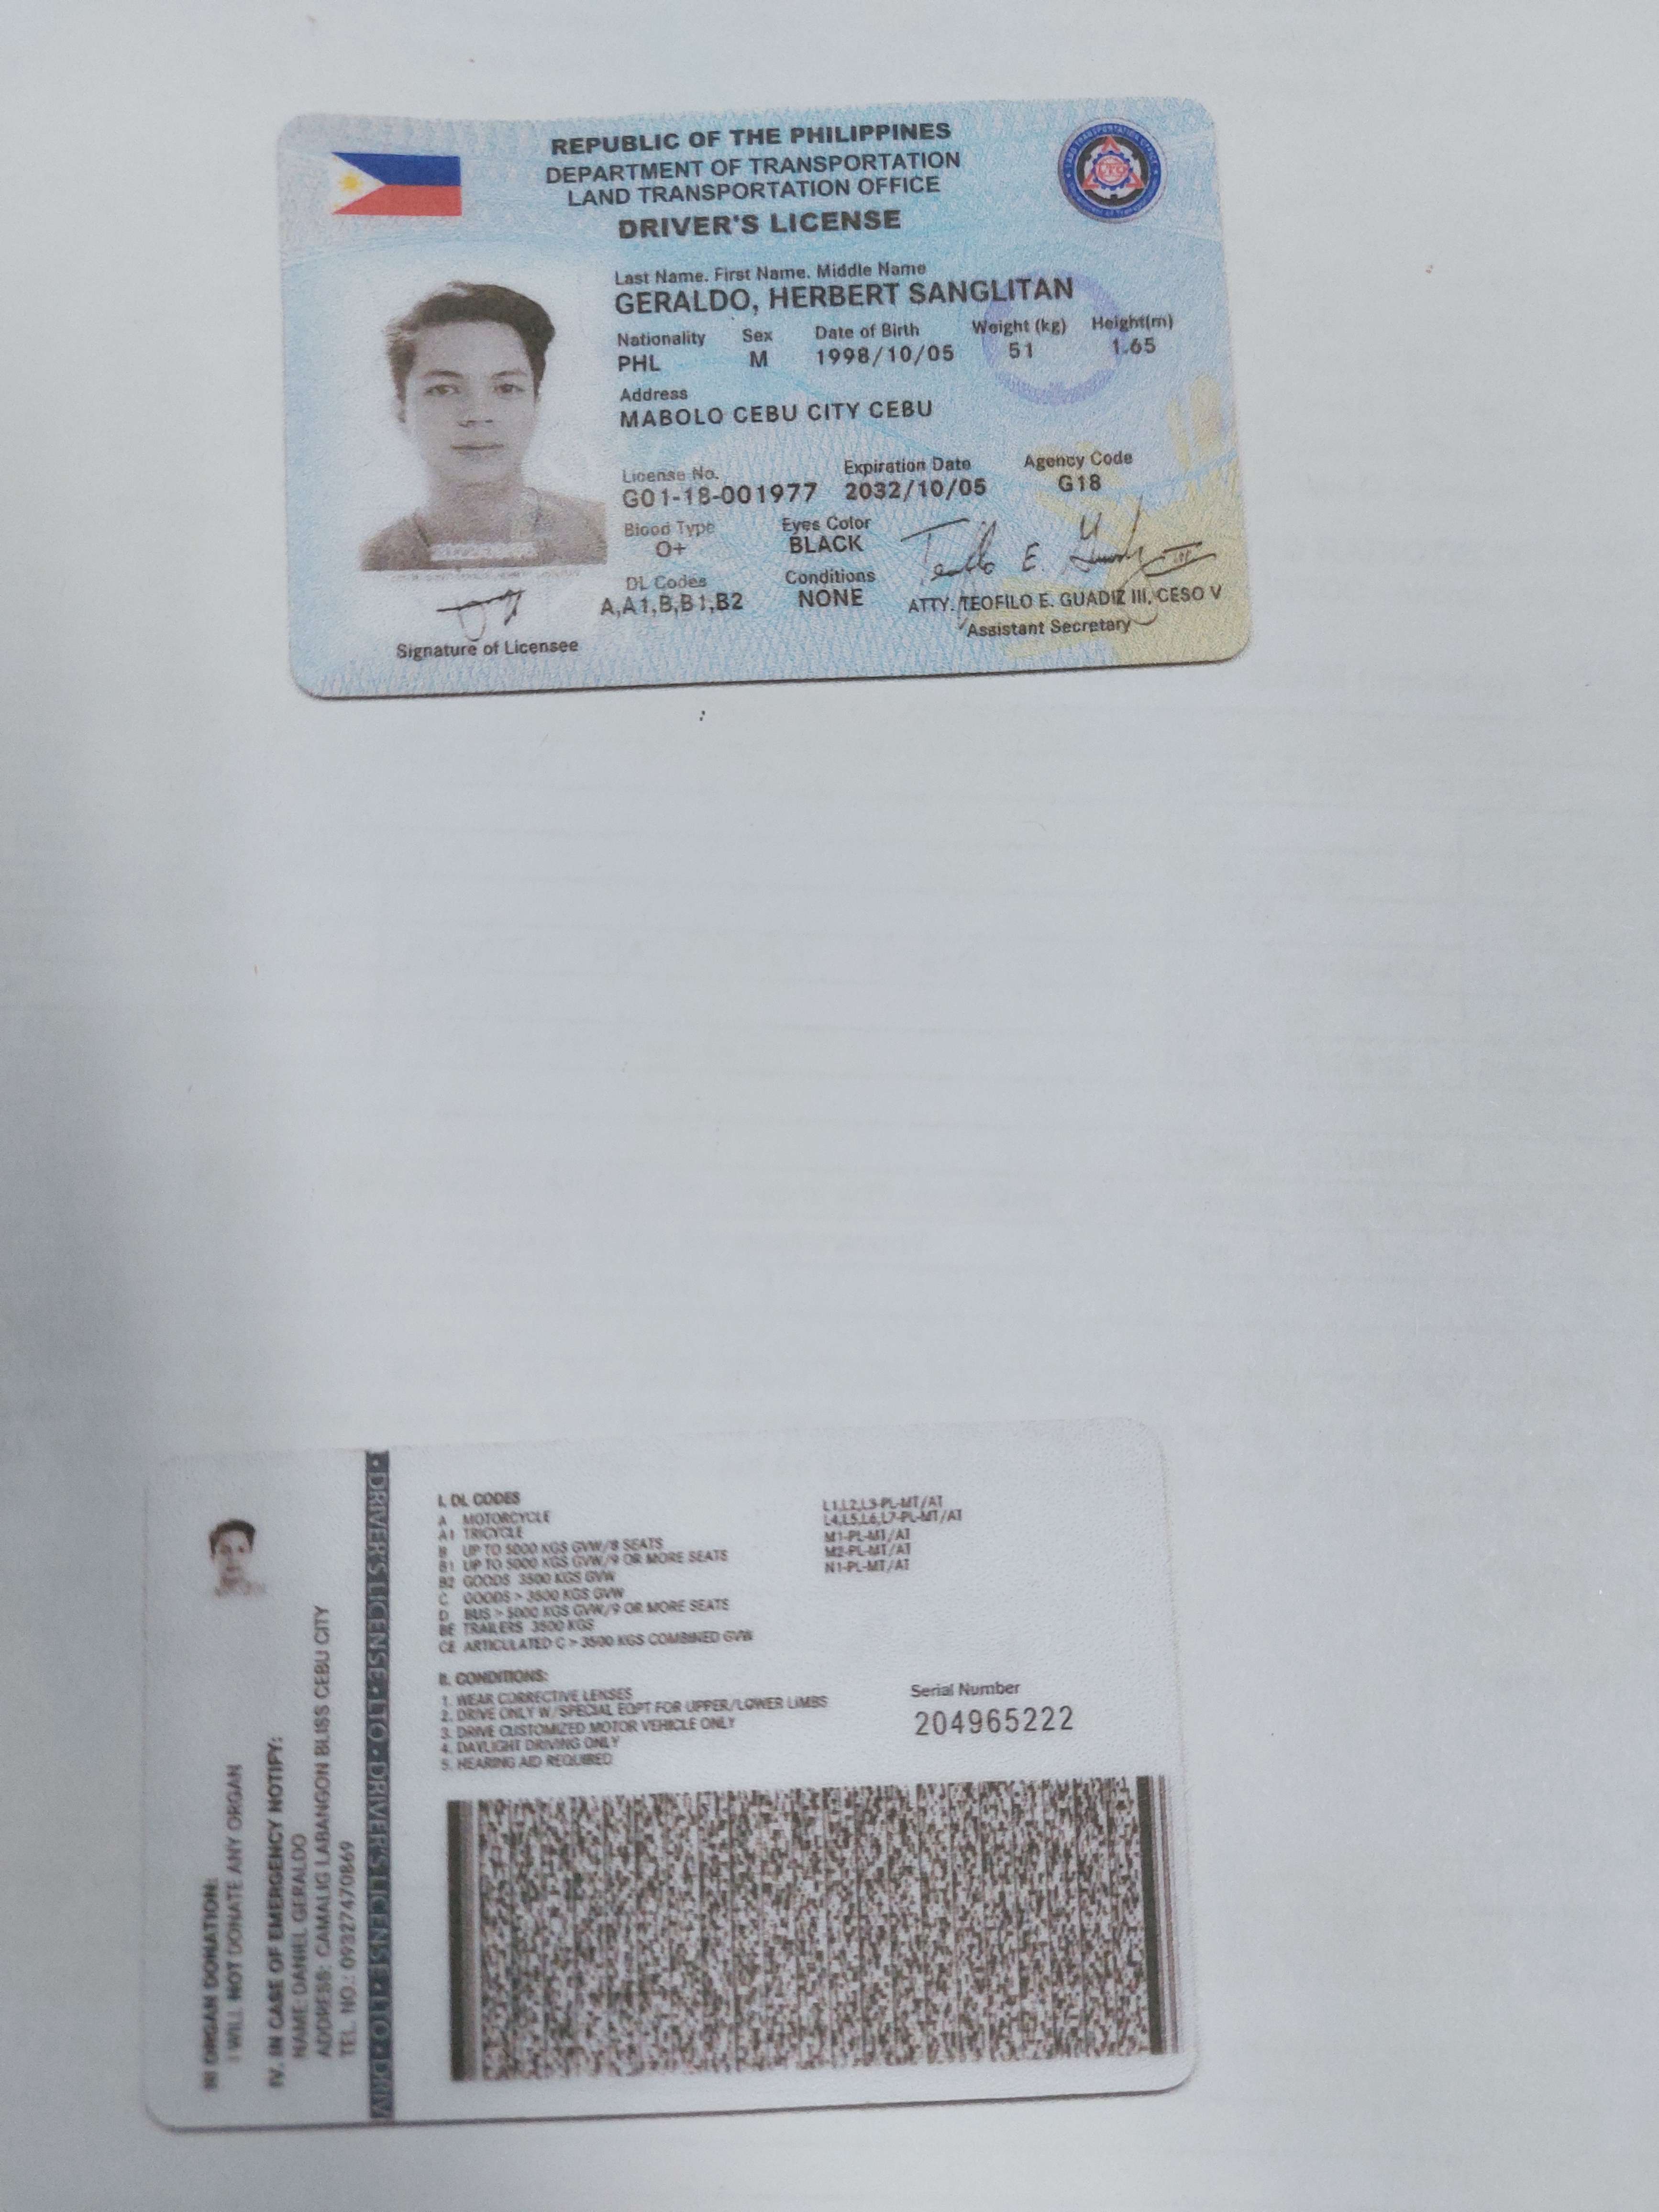 REPUBLIC OF THE PHILIPPINES
DEPARTMENT OF TRANSPORTATION
LAND TRANSPORTATION OFFICE
DRIVER'S LICENSE
Last Name. First Name. Middle Name
GERALDO, HERBERT SANGLITAN
Nationality Sex Date of Birth Weight (kg) Height(m)
PHL M 1998/10/05 51 1.65
Address
MABOLO CEBU CITY CEBU
License No. Expiration Date Agency Code
G01-18-001977 2032/10/05 G18
Blood Type Eyes Color
O+ BLACK
DL Codes Conditions
A,A1,B,B1,B2 NONE
ATTY. TEOFILO E. GUADIZ III, CESO V
Assistant Secretary
Signature of Licensee
I. DL CODES
A MOTORCYCLE L1,L2,L3-PL-MT/AT
A1 TRICYCLE L4,L5,L6,L7-PL-MT/AT
B UP TO 5000 KGS GVW/8 SEATS M1-PL-MT/AT
B1 UP TO 5000 KGS GVW/9 OR MORE SEATS M2-PL-MT/AT
B2 GOODS 3500 KGS GVW N1-PL-MT/AT
C GOODS > 3500 KGS GVW
D BUS > 5000 KGS GVW/9 OR MORE SEATS
BE TRAILERS 3500 KGS
CE ARTICULATED C > 3500 KGS COMBINED GVW
II. CONDITIONS:
1. WEAR CORRECTIVE LENSES
2. DRIVE ONLY W/SPECIAL EQPT FOR UPPER/LOWER LIMBS
3. DRIVE CUSTOMIZED MOTOR VEHICLE ONLY
4. DAYLIGHT DRIVING ONLY
5. HEARING AID REQUIRED
Serial Number
204965222
III ORGAN DONATION:
I WILL NOT DONATE ANY ORGAN
IV. IN CASE OF EMERGENCY NOTIFY:
NAME: DANIEL GERALDO
ADDRESS: CAMALIG LABANGON BLISS CEBU CITY
TEL. NO.: 09327470869
• DRIVER'S LICENSE • LTO • DRIVER'S LICENSE • LTO • DRIV